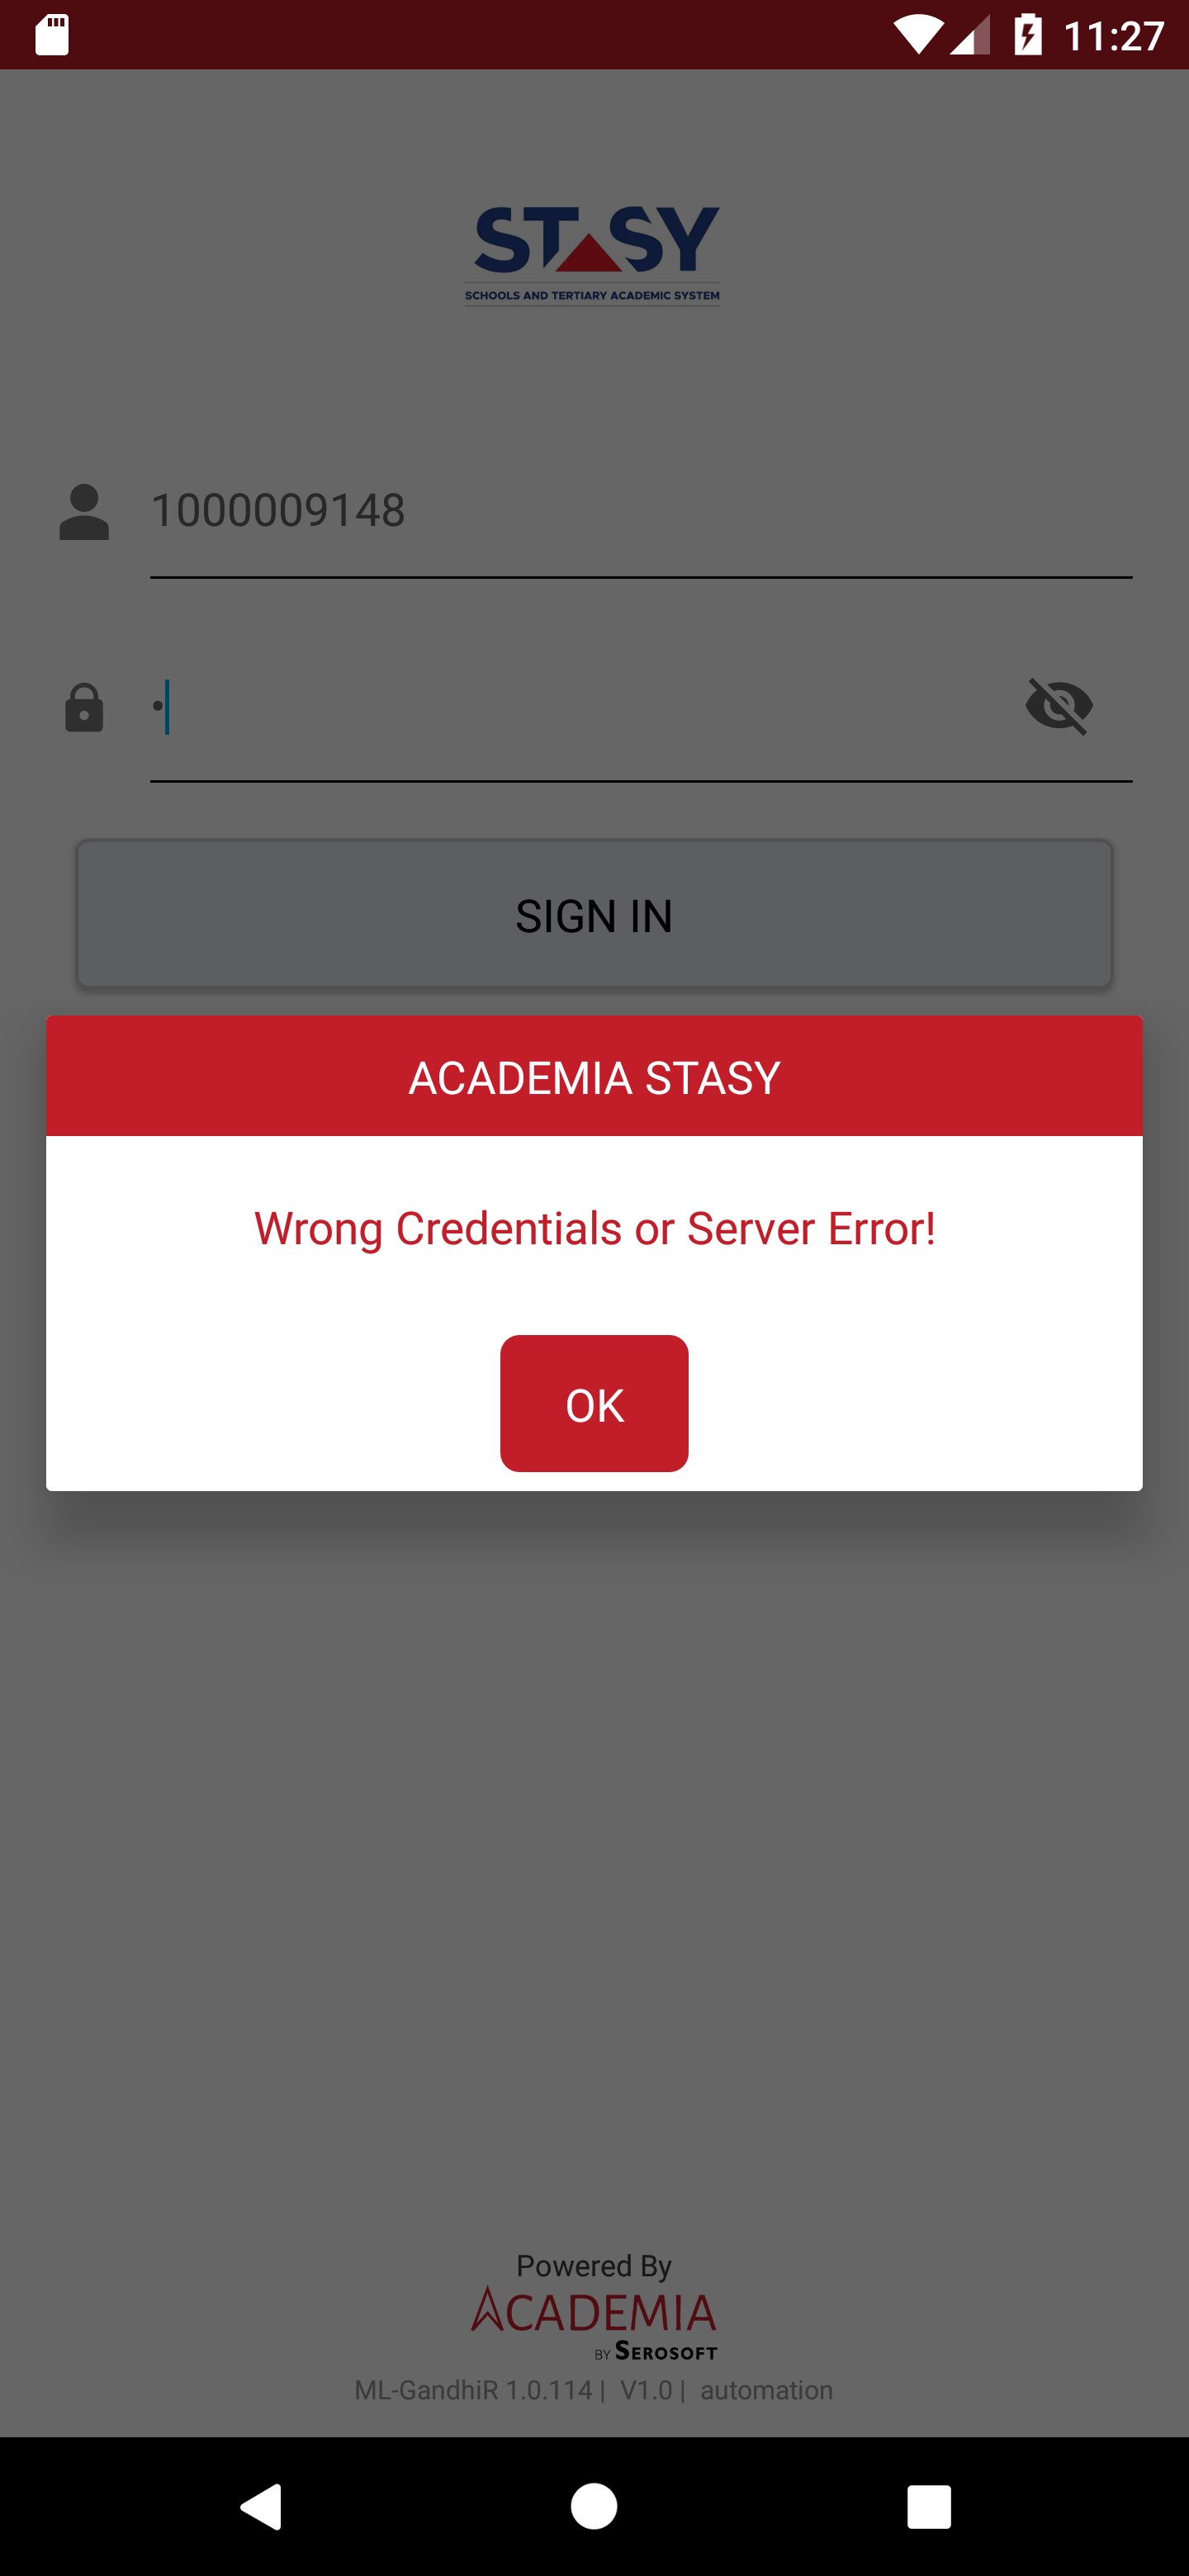 11:27
STASY
SCHOOLS AND TERTIARY ACADEMIC SYSTEM
1000009148
•
SIGN IN
ACADEMIA STASY
Wrong Credentials or Server Error!
OK
Powered By
ACADEMIA
BY SEROSOFT
ML-GandhiR 1.0.114 | V1.0 | automation